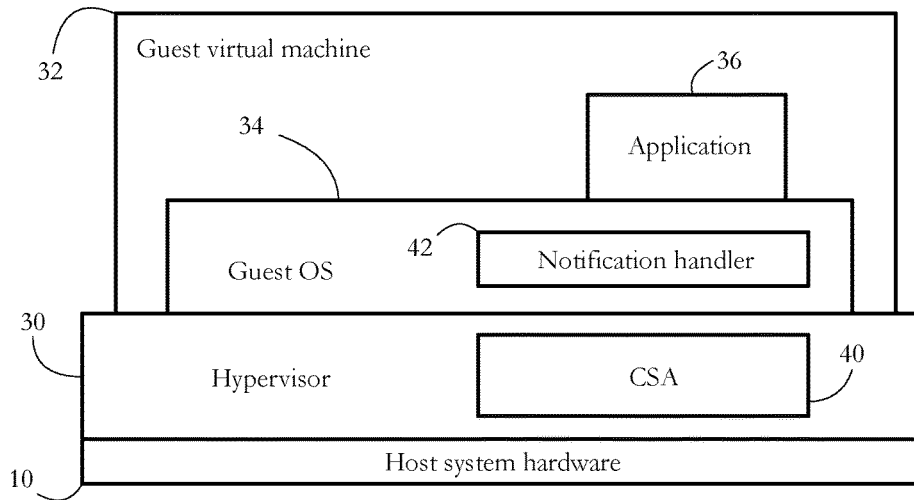 32
Guest virtual machine
36
34
Application
42
Notification handler
Guest OS
30
Hypervisor
CSA
40
Host system hardware
10